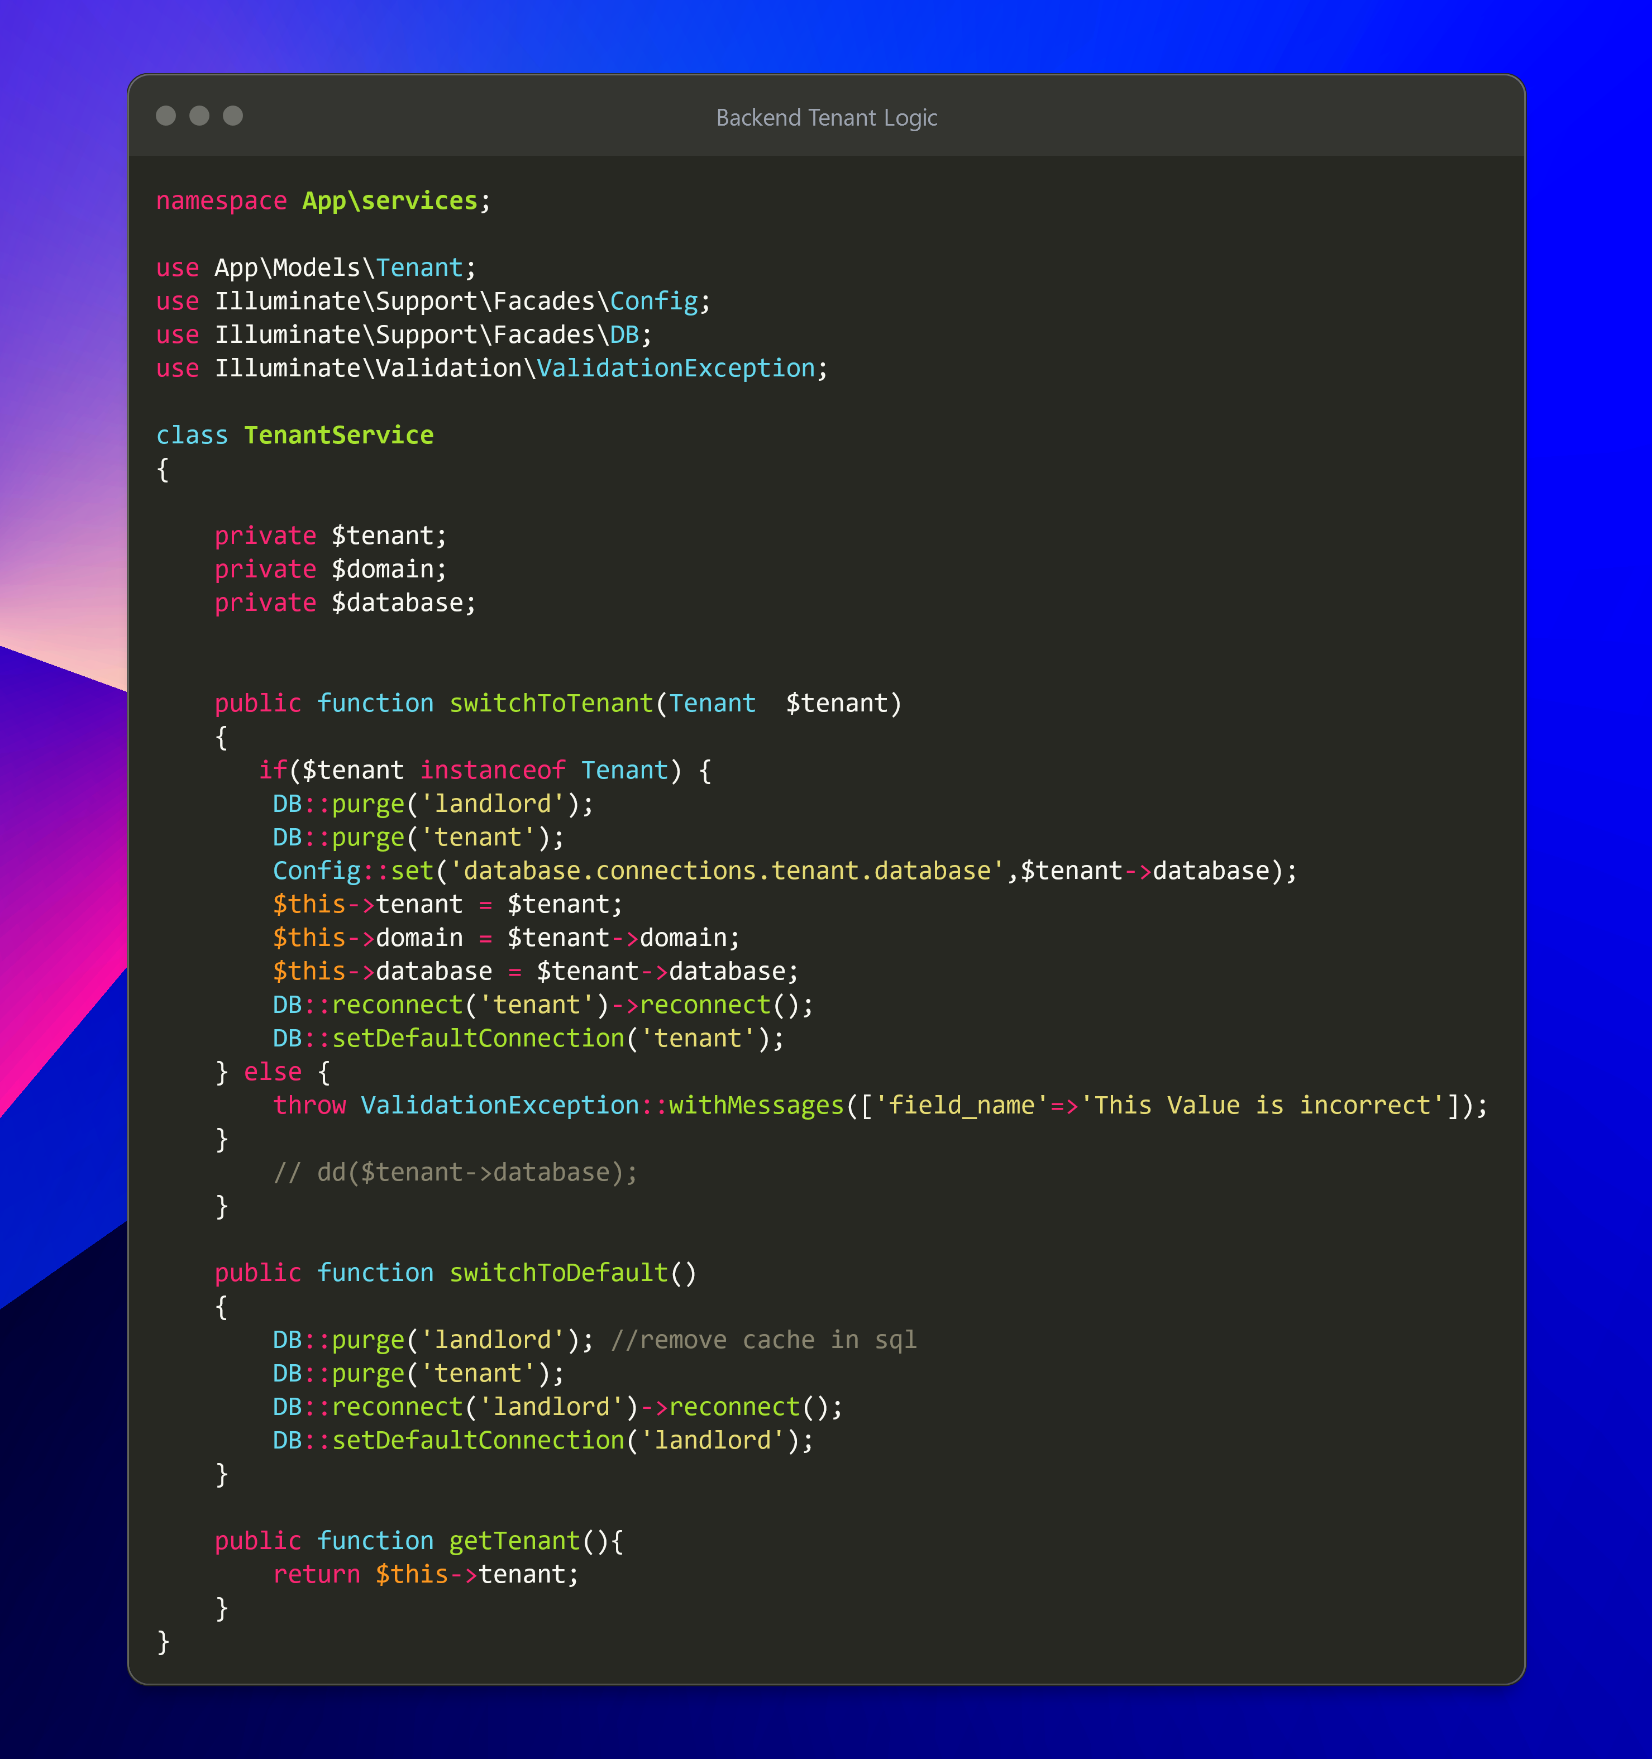 Backend Tenant Logic
namespace App\services;
use App\Models\Tenant;
use Illuminate\Support\Facades\Config;
use Illuminate\Support\Facades\DB;
use Illuminate\Validation\ValidationException;
class TenantService
{
    private $tenant;
    private $domain;
    private $database;
    public function switchToTenant(Tenant  $tenant)
    {
       if($tenant instanceof Tenant) {
        DB::purge('landlord');
        DB::purge('tenant');
        Config::set('database.connections.tenant.database',$tenant->database);
        $this->tenant = $tenant;
        $this->domain = $tenant->domain;
        $this->database = $tenant->database;
        DB::reconnect('tenant')->reconnect();
        DB::setDefaultConnection('tenant');
    } else {
        throw ValidationException::withMessages(['field_name'=>'This Value is incorrect']);
    }
        // dd($tenant->database);
    }
    public function switchToDefault()
    {
        DB::purge('landlord'); //remove cache in sql
        DB::purge('tenant');
        DB::reconnect('landlord')->reconnect();
        DB::setDefaultConnection('landlord');
    }
    public function getTenant(){
        return $this->tenant;
    }
}